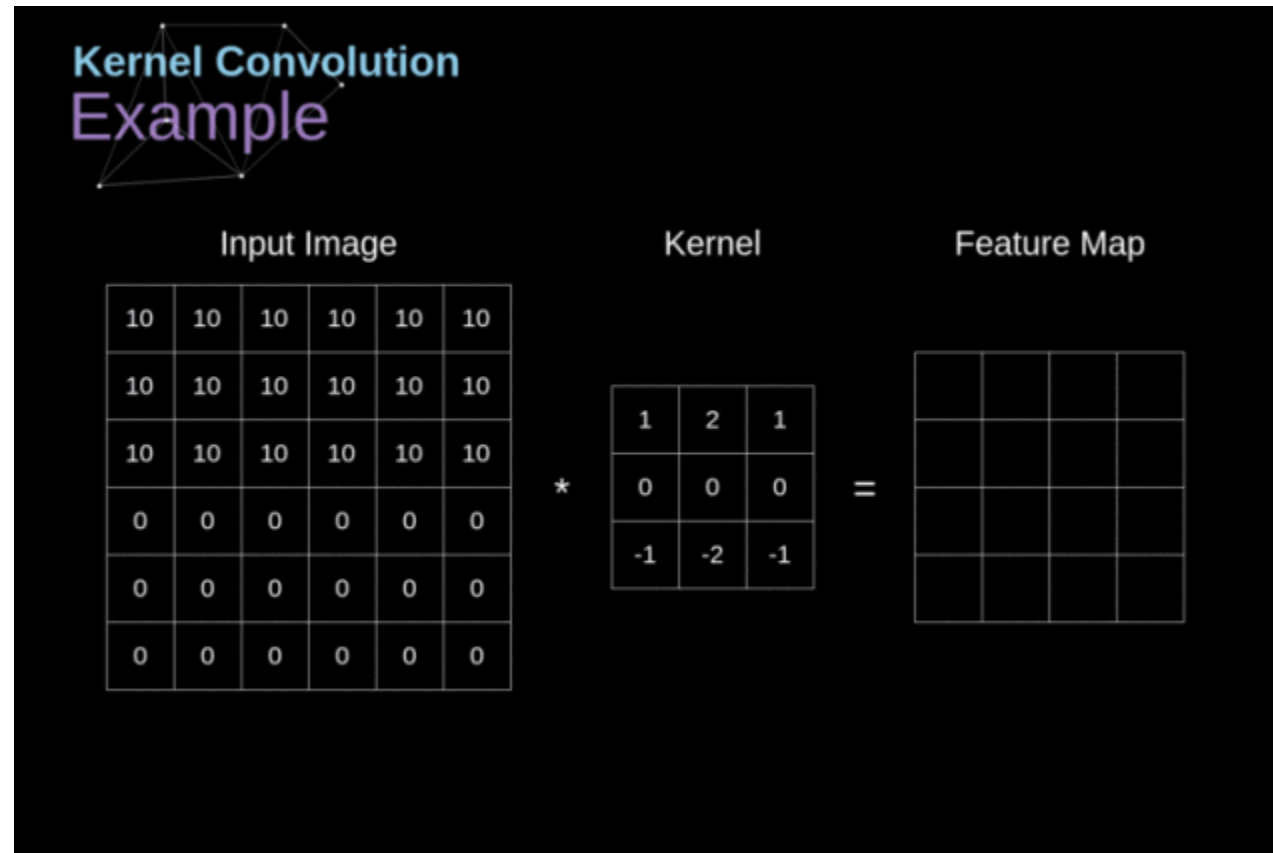 Kernel Convolution
Example
Input Image
Kernel
Feature Map
10 10 10 10 10 10
10 10 10 10 10 10
10 10 10 10 10 10
0 0 0 0 0 0
0 0 0 0 0 0
0 0 0 0 0 0
*
1 2 1
0 0 0
-1 -2 -1
=